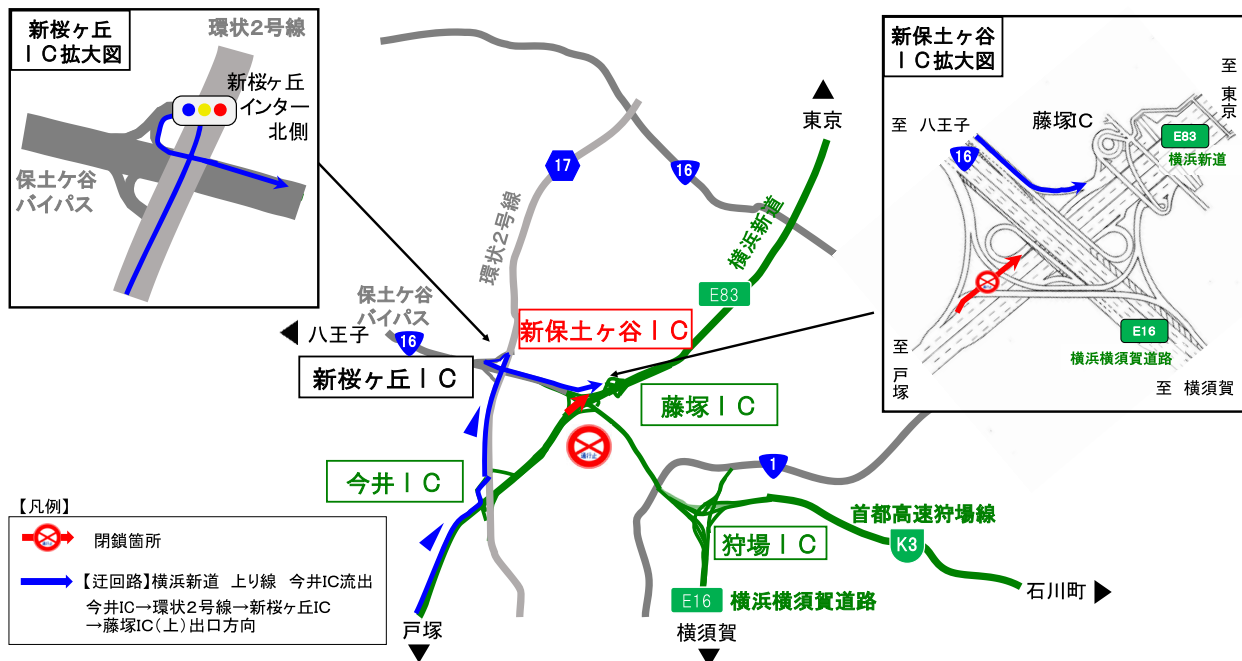 新桜ヶ丘
ＩＣ拡大図
環状２号線
新桜ヶ丘
インター
北側
保土ケ谷
バイパス
17
16
東京
環状２号線
横浜新道
E83
保土ケ谷
バイパス
16
八王子
新桜ヶ丘ＩＣ
新保土ヶ谷ＩＣ
藤塚ＩＣ
通行止
今井ＩＣ
1
狩場ＩＣ
首都高速狩場線
K3
石川町
E16
横浜横須賀道路
横須賀
戸塚
新保土ヶ谷
ＩＣ拡大図
至
東京
至 八王子
藤塚IC
E83
横浜新道
16
E16
横浜横須賀道路
至
戸塚
至 横須賀
【凡例】
閉鎖箇所
【迂回路】横浜新道 上り線 今井IC流出
今井IC→環状２号線→新桜ヶ丘IC
→藤塚IC（上）出口方向